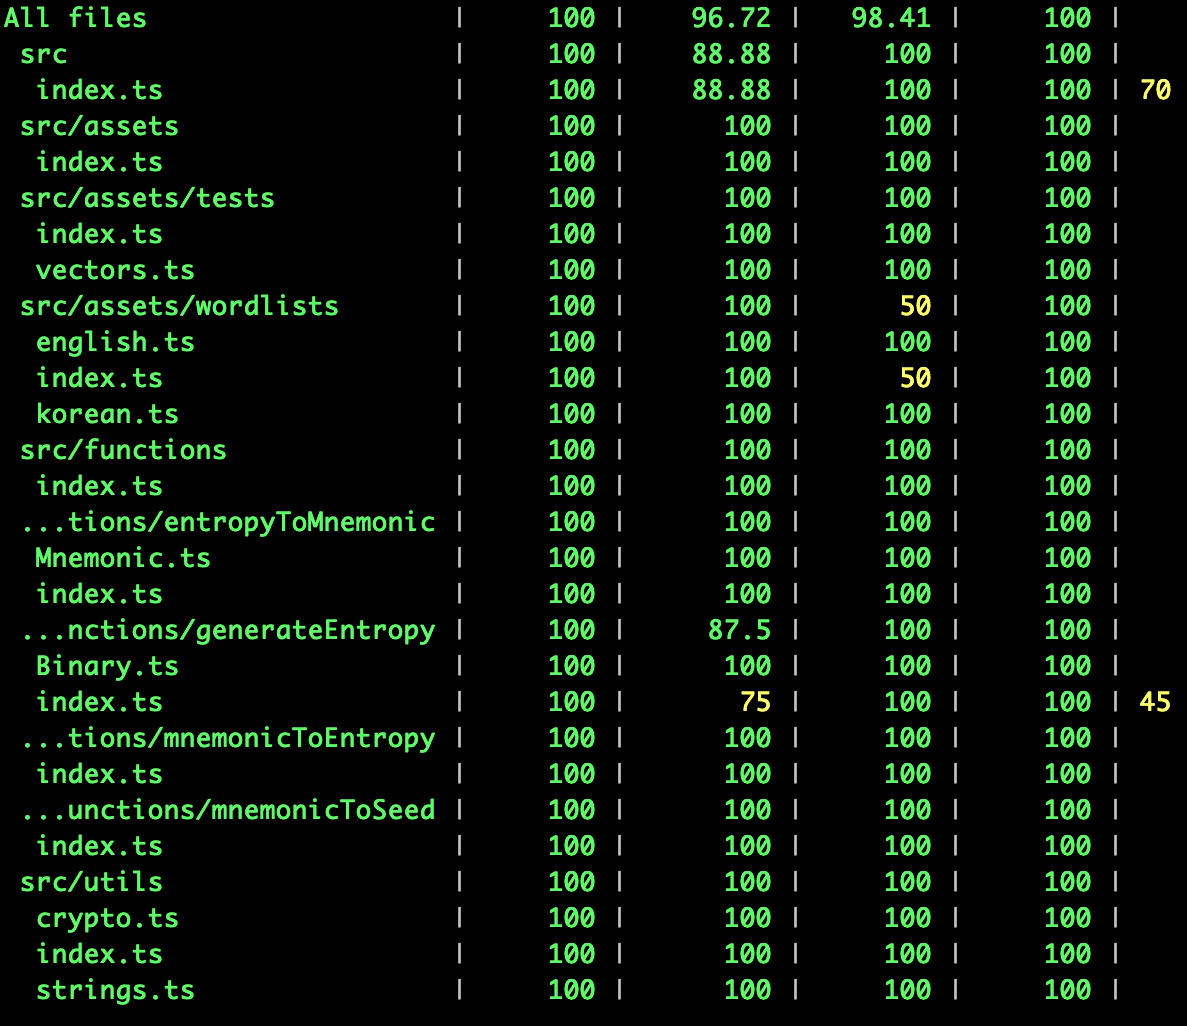 All files | 100 | 96.72 | 98.41 | 100 |
src | 100 | 88.88 | 100 | 100 |
index.ts | 100 | 88.88 | 100 | 100 | 70
src/assets | 100 | 100 | 100 | 100 |
index.ts | 100 | 100 | 100 | 100 |
src/assets/tests | 100 | 100 | 100 | 100 |
index.ts | 100 | 100 | 100 | 100 |
vectors.ts | 100 | 100 | 100 | 100 |
src/assets/wordlists | 100 | 100 | 50 | 100 |
english.ts | 100 | 100 | 100 | 100 |
index.ts | 100 | 100 | 50 | 100 |
korean.ts | 100 | 100 | 100 | 100 |
src/functions | 100 | 100 | 100 | 100 |
index.ts | 100 | 100 | 100 | 100 |
...tions/entropyToMnemonic | 100 | 100 | 100 | 100 |
Mnemonic.ts | 100 | 100 | 100 | 100 |
index.ts | 100 | 100 | 100 | 100 |
...nctions/generateEntropy | 100 | 87.5 | 100 | 100 |
Binary.ts | 100 | 100 | 100 | 100 |
index.ts | 100 | 75 | 100 | 100 | 45
...tions/mnemonicToEntropy | 100 | 100 | 100 | 100 |
index.ts | 100 | 100 | 100 | 100 |
...unctions/mnemonicToSeed | 100 | 100 | 100 | 100 |
index.ts | 100 | 100 | 100 | 100 |
src/utils | 100 | 100 | 100 | 100 |
crypto.ts | 100 | 100 | 100 | 100 |
index.ts | 100 | 100 | 100 | 100 |
strings.ts | 100 | 100 | 100 | 100 |